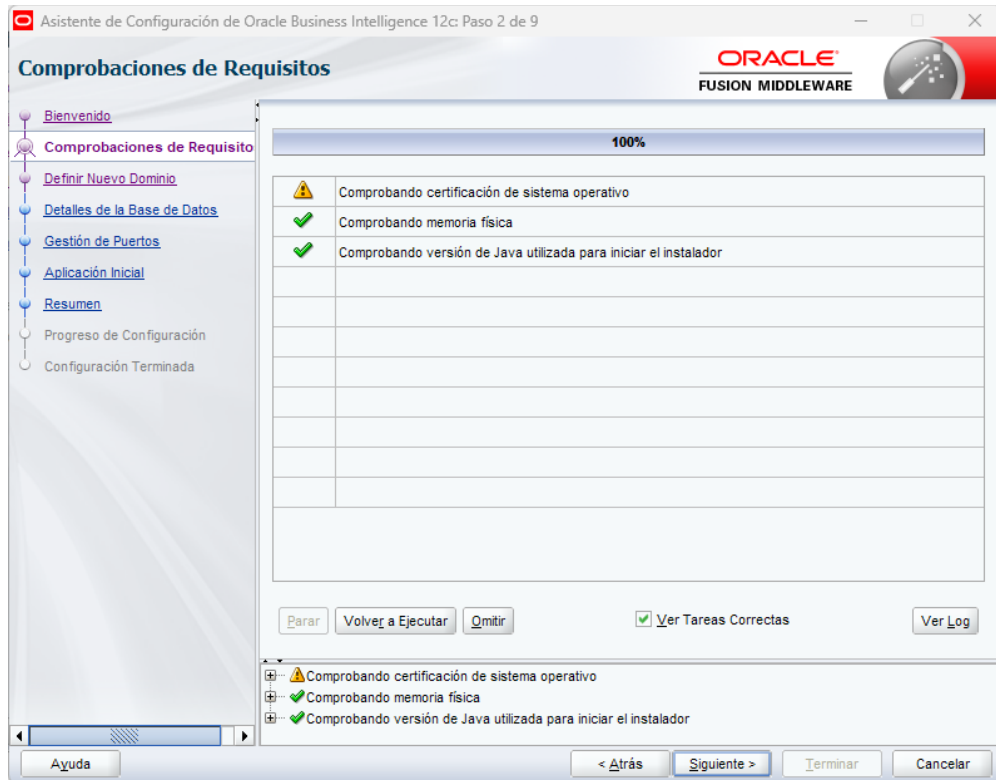 Asistente de Configuración de Oracle Business Intelligence 12c: Paso 2 de 9
Comprobaciones de Requisitos
ORACLE
FUSION MIDDLEWARE
Bienvenido
Comprobaciones de Requisito
Definir Nuevo Dominio
Detalles de la Base de Datos
Gestión de Puertos
Aplicación Inicial
Resumen
Progreso de Configuración
Configuración Terminada
100%
Comprobando certificación de sistema operativo
Comprobando memoria física
Comprobando versión de Java utilizada para iniciar el instalador
Parar
Volver a Ejecutar
Omitir
Ver Tareas Correctas
Ver Log
Comprobando certificación de sistema operativo
Comprobando memoria física
Comprobando versión de Java utilizada para iniciar el instalador
Ayuda
< Atrás
Siguiente >
Terminar
Cancelar